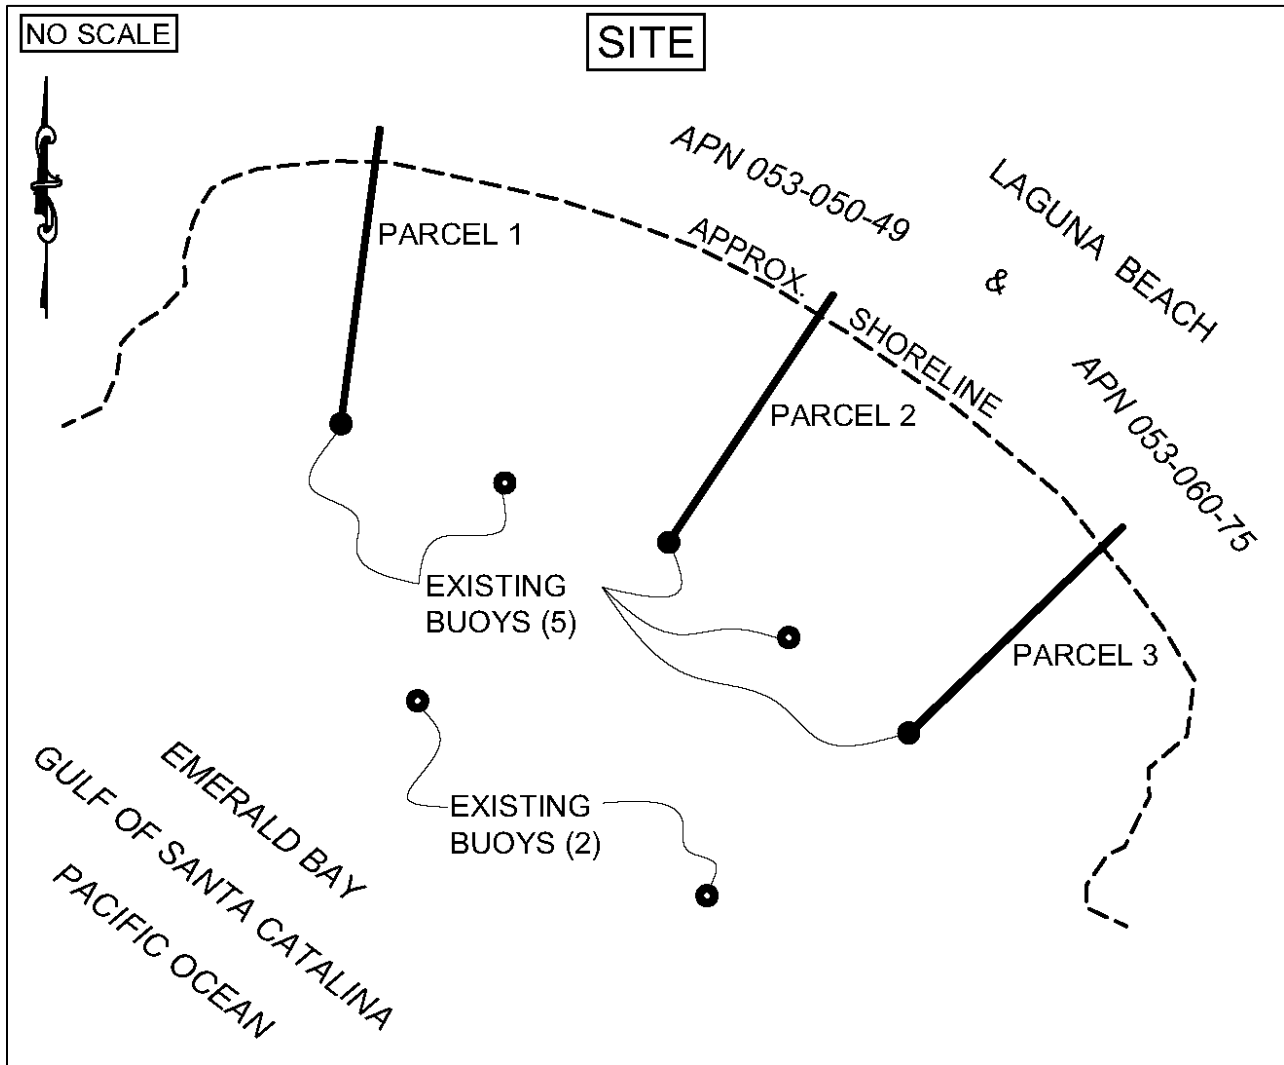 NO SCALE
SITE
APN 053-050-49
&
APN 053-060-75
LAGUNA BEACH
PARCEL 1
APPROX. SHORELINE
PARCEL 2
EXISTING
BUOYS (5)
PARCEL 3
EXISTING
BUOYS (2)
EMERALD BAY
GULF OF SANTA CATALINA
PACIFIC OCEAN